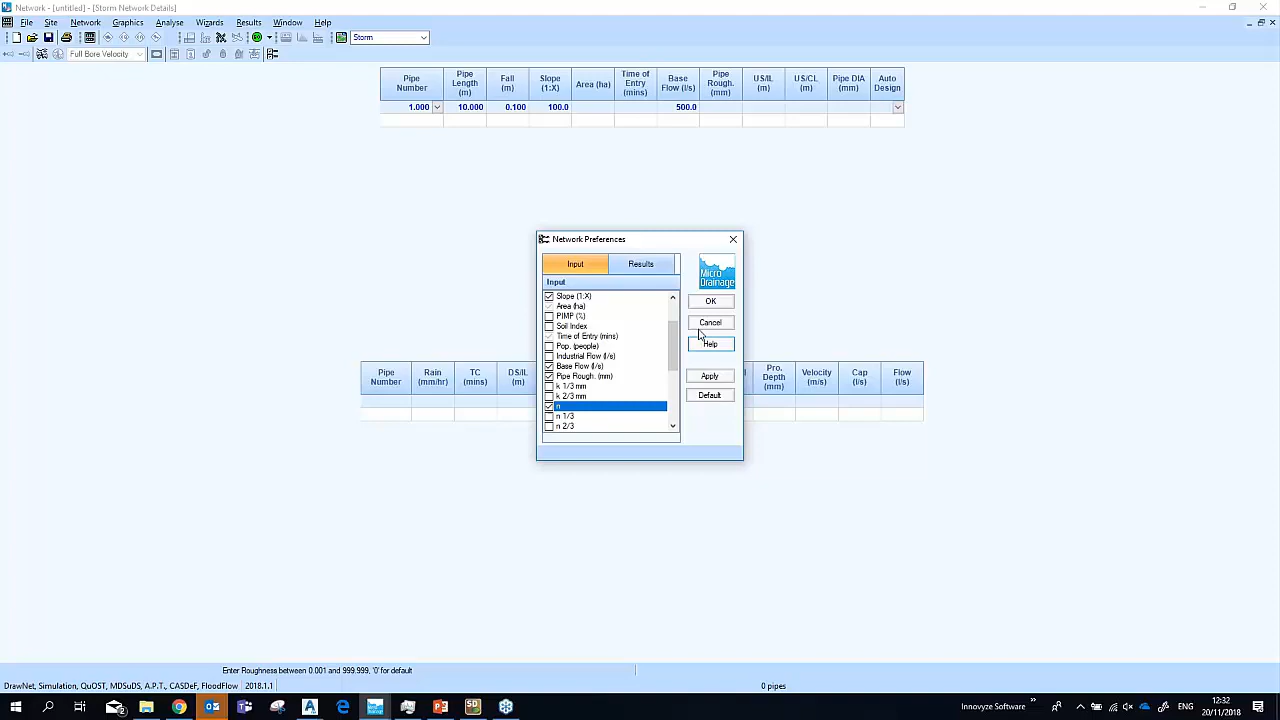 Network - [untitled] - [Storm Network Details]
File Site Network Graphics Analyse Wizards Results Window Help
Storm
Full Bore Velocity
Pipe Number Pipe Length (m) Fall (m) Slope (1:X) Area (ha) Time of Entry (mins) Base Flow (l/s) Pipe Rough. (mm) US/IL (m) US/CL (m) Pipe DIA (mm) Auto Design
1.000 10.000 0.100 100.0 500.0
Network Preferences
Input Results
Micro Drainage
Input
Slope (1:X)
OK
Area (ha)
PIMP (%)
Cancel
Soil Index
Time of Entry (mins)
Help
Pop. (people)
Industrial Flow (l/s)
Base Flow (l/s)
Pipe Rough. (mm)
Apply
k 1/3 mm
k 2/3 mm
Default
n
n 1/3
n 2/3
Pipe Number Rain (mm/hr) TC (mins) DS/IL (m) Pro. Depth (mm) Velocity (m/s) Cap (l/s) Flow (l/s)
Enter Roughness between 0.001 and 999.999, '0' for default
DrawNet, Simulation, QuOST, MDSuDS, A.P.T., CASDeF, FloodFlow 2018.1.1 0 pipes
Innovyze Software
12:32
20/11/2018